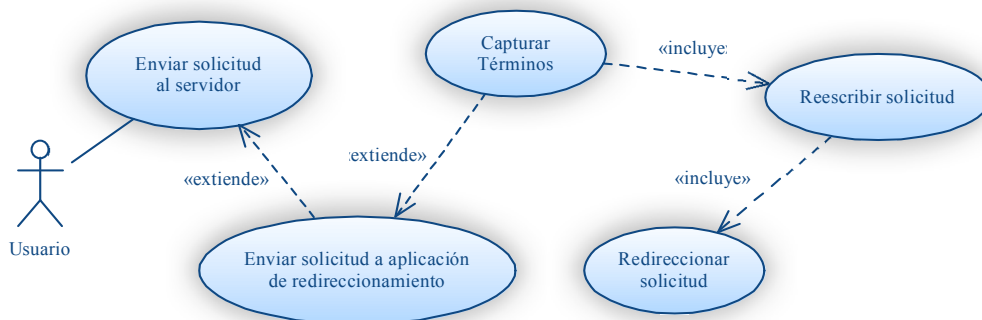 Enviar solicitud
al servidor
Capturar
Términos
«incluye
Reescribir solicitud
:extiende»
«extiende»
«incluye»
Usuario
Enviar solicitud a aplicación
de redireccionamiento
Redireccionar
solicitud